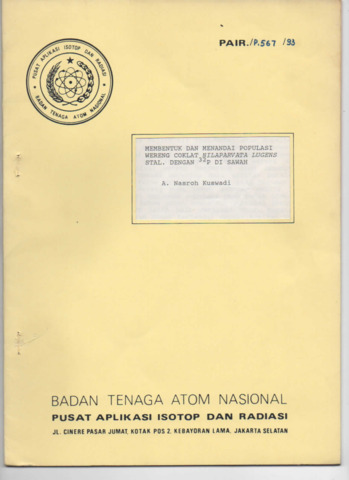 PAIR./P.567 /93
PUSAT APLIKASI ISOTOP DAN RADIASI
BADAN TENAGA ATOM NASIONAL
MEMBENTUK DAN MENANDAI POPULASI
WERENG COKLAT NILAPARVATA LUGENS
STAL. DENGAN 32P DI SAWAH
A. Nasroh Kuswadi
BADAN TENAGA ATOM NASIONAL
PUSAT APLIKASI ISOTOP DAN RADIASI
JL. CINERE PASAR JUMAT, KOTAK POS 2, KEBAYORAN LAMA, JAKARTA SELATAN